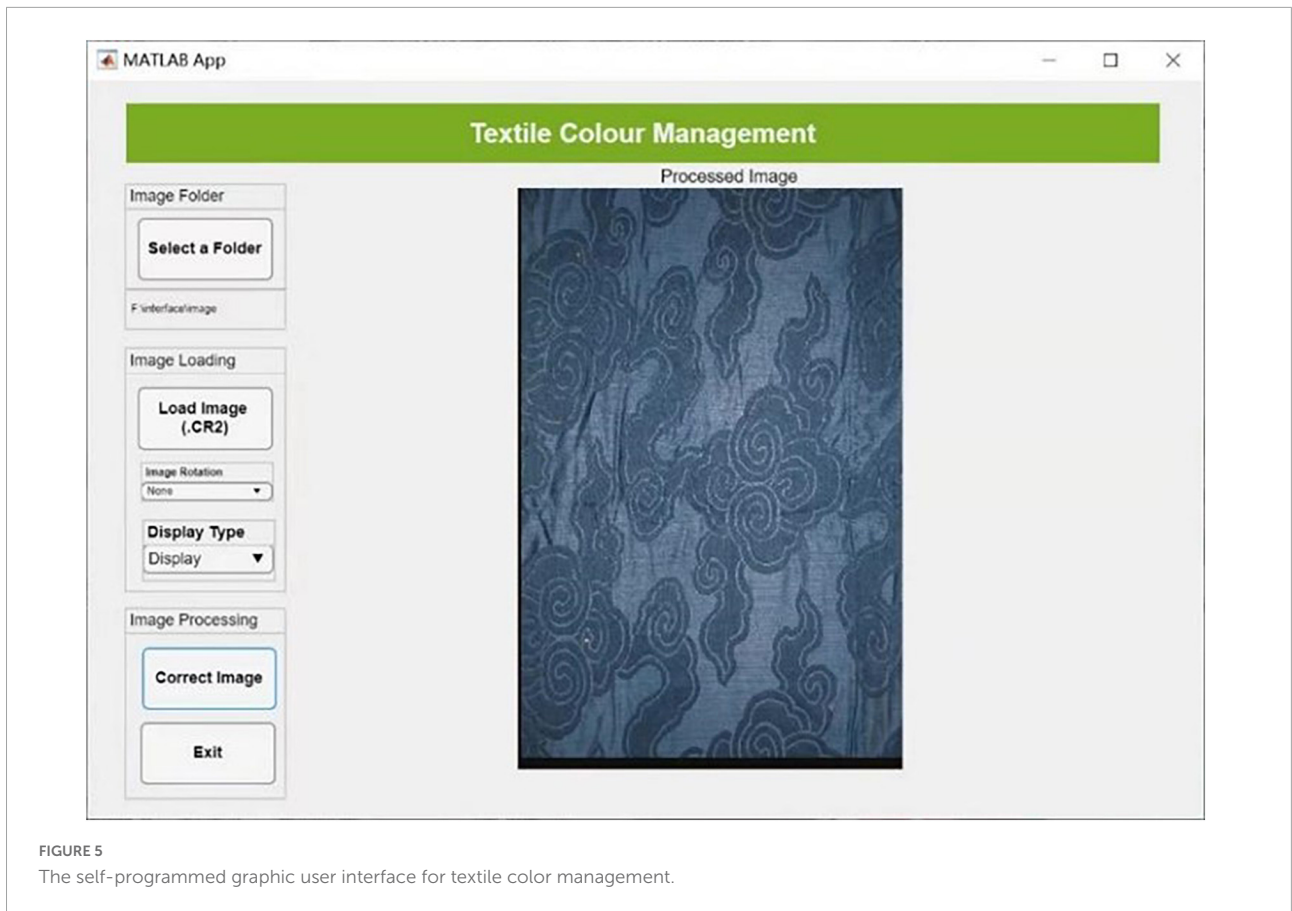 MATLAB App
Textile Colour Management
Processed Image
Image Folder
Select a Folder
F:\interface\image
Image Loading
Load Image
(.CR2)
Image Rotation
None
Display Type
Display
Image Processing
Correct Image
Exit
FIGURE 5
The self-programmed graphic user interface for textile color management.